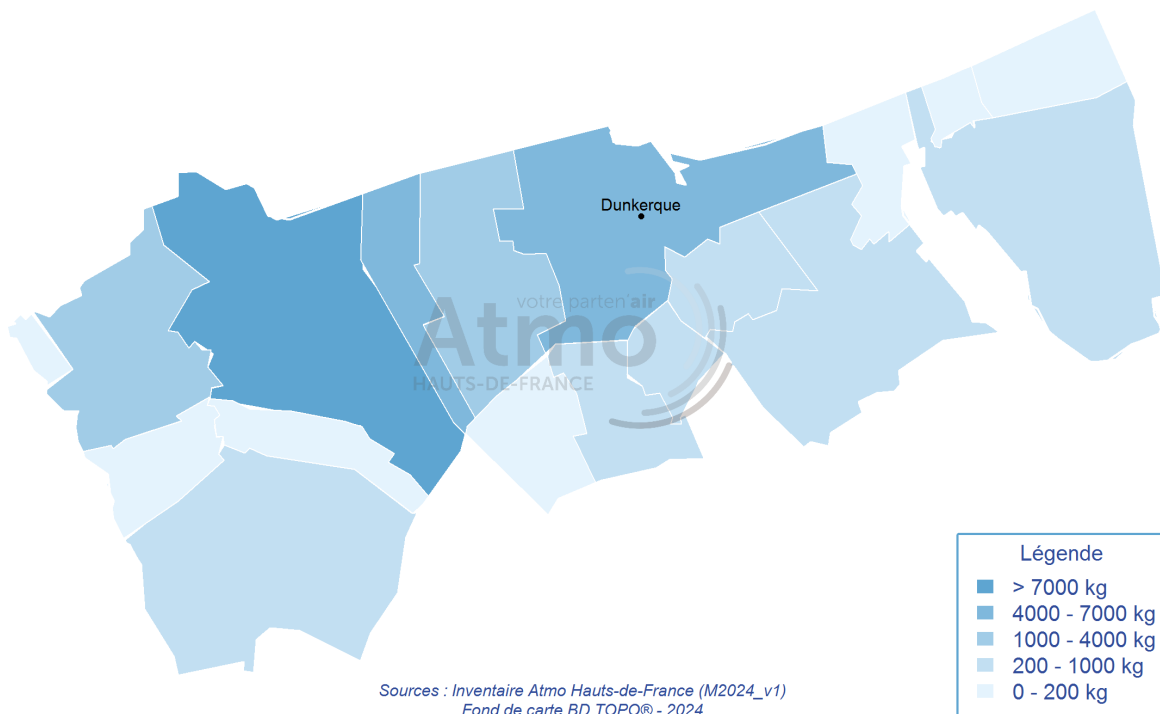 Dunkerque
votre parten'air
Atmo
HAUTS-DE-FRANCE
Légende
> 7000 kg
4000 - 7000 kg
1000 - 4000 kg
200 - 1000 kg
0 - 200 kg
Sources : Inventaire Atmo Hauts-de-France (M2024_v1)
Fond de carte BD TOPO® - 2024